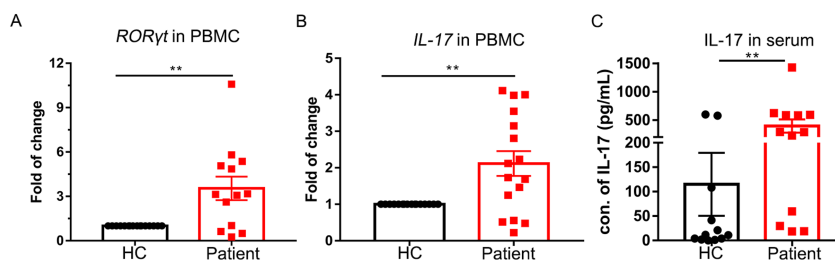 A
RORγt in PBMC
**
Fold of change
12
9
6
3
0
HC
Patient
B
IL-17 in PBMC
**
Fold of change
5
4
3
2
1
0
HC
Patient
C
IL-17 in serum
**
con. of IL-17 (pg/mL)
1500
1000
500
200
150
100
50
0
HC
Patient